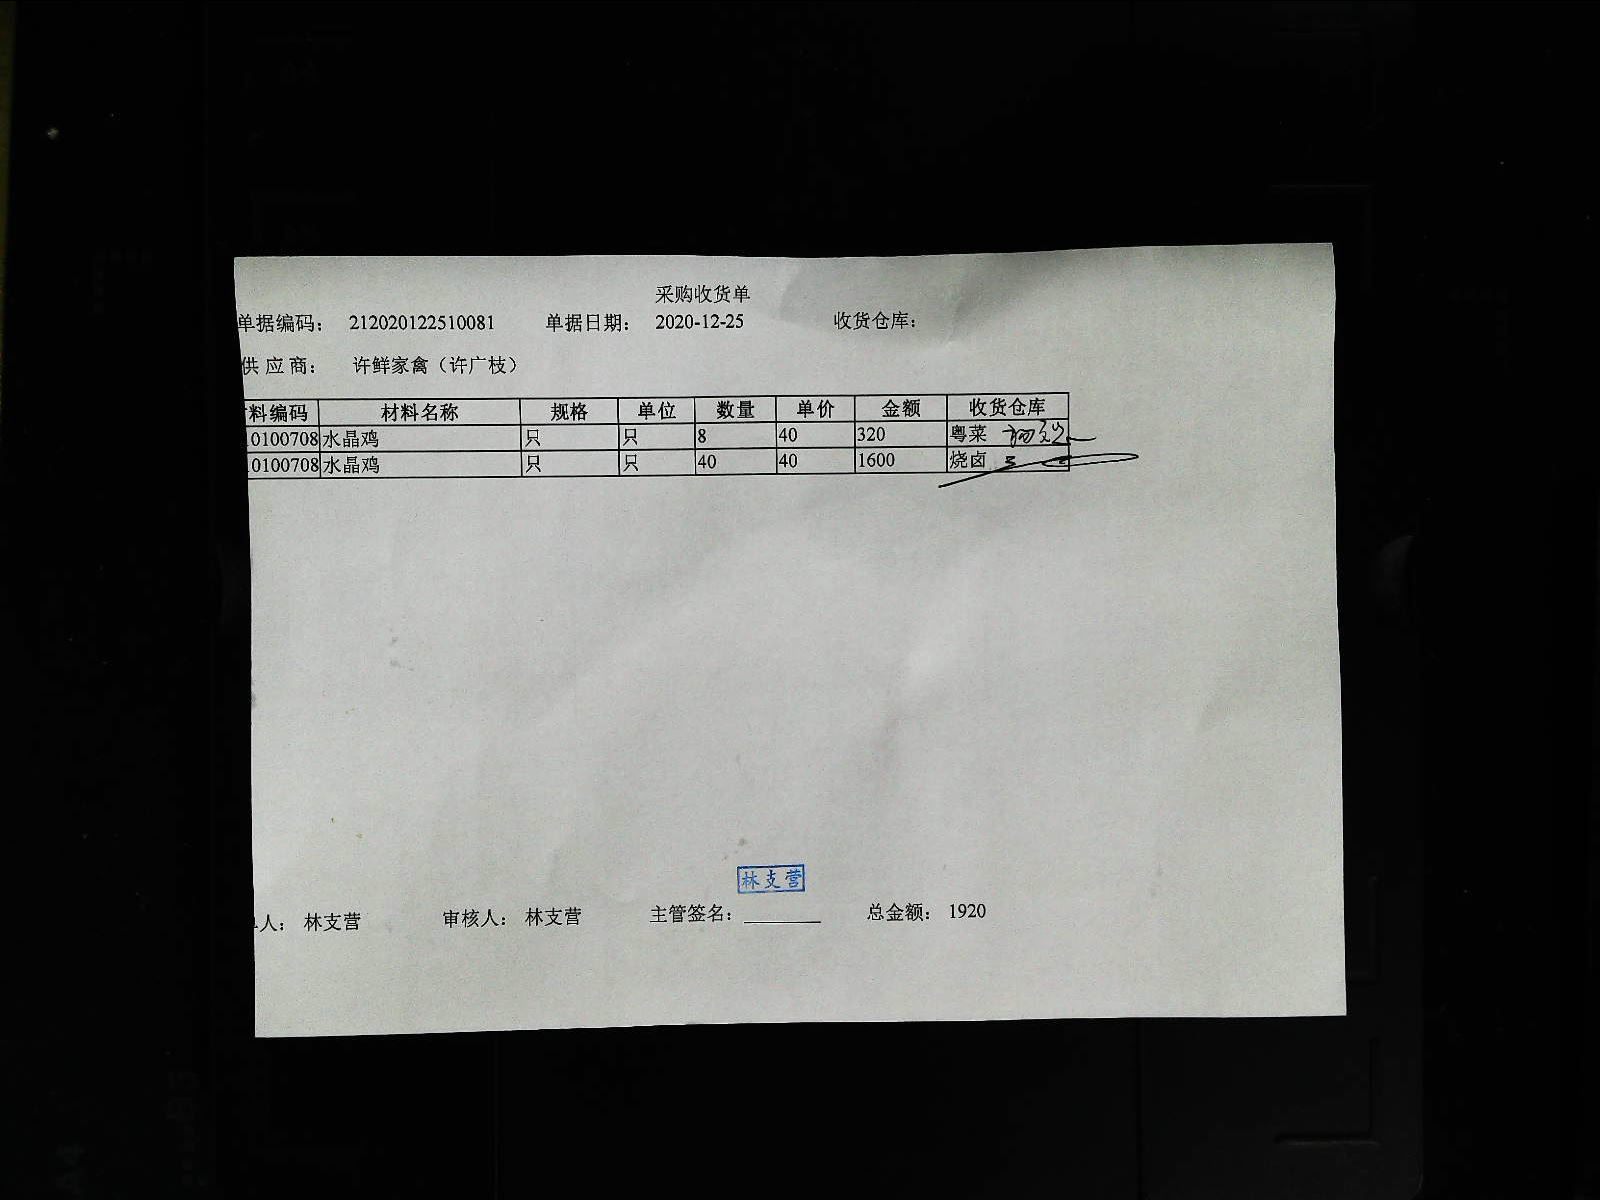 采购收货单
单据编码: 212020122510081 单据日期: 2020-12-25 收货仓库:
供应商: 许鲜家禽（许广枝）
料编码 材料名称 规格 单位 数量 单价 金额 收货仓库
10100708 水晶鸡 只 只 8 40 320 粤菜
10100708 水晶鸡 只 只 40 40 1600 烧卤
林支营
人: 林支营 审核人: 林支营 主管签名: 总金额: 1920